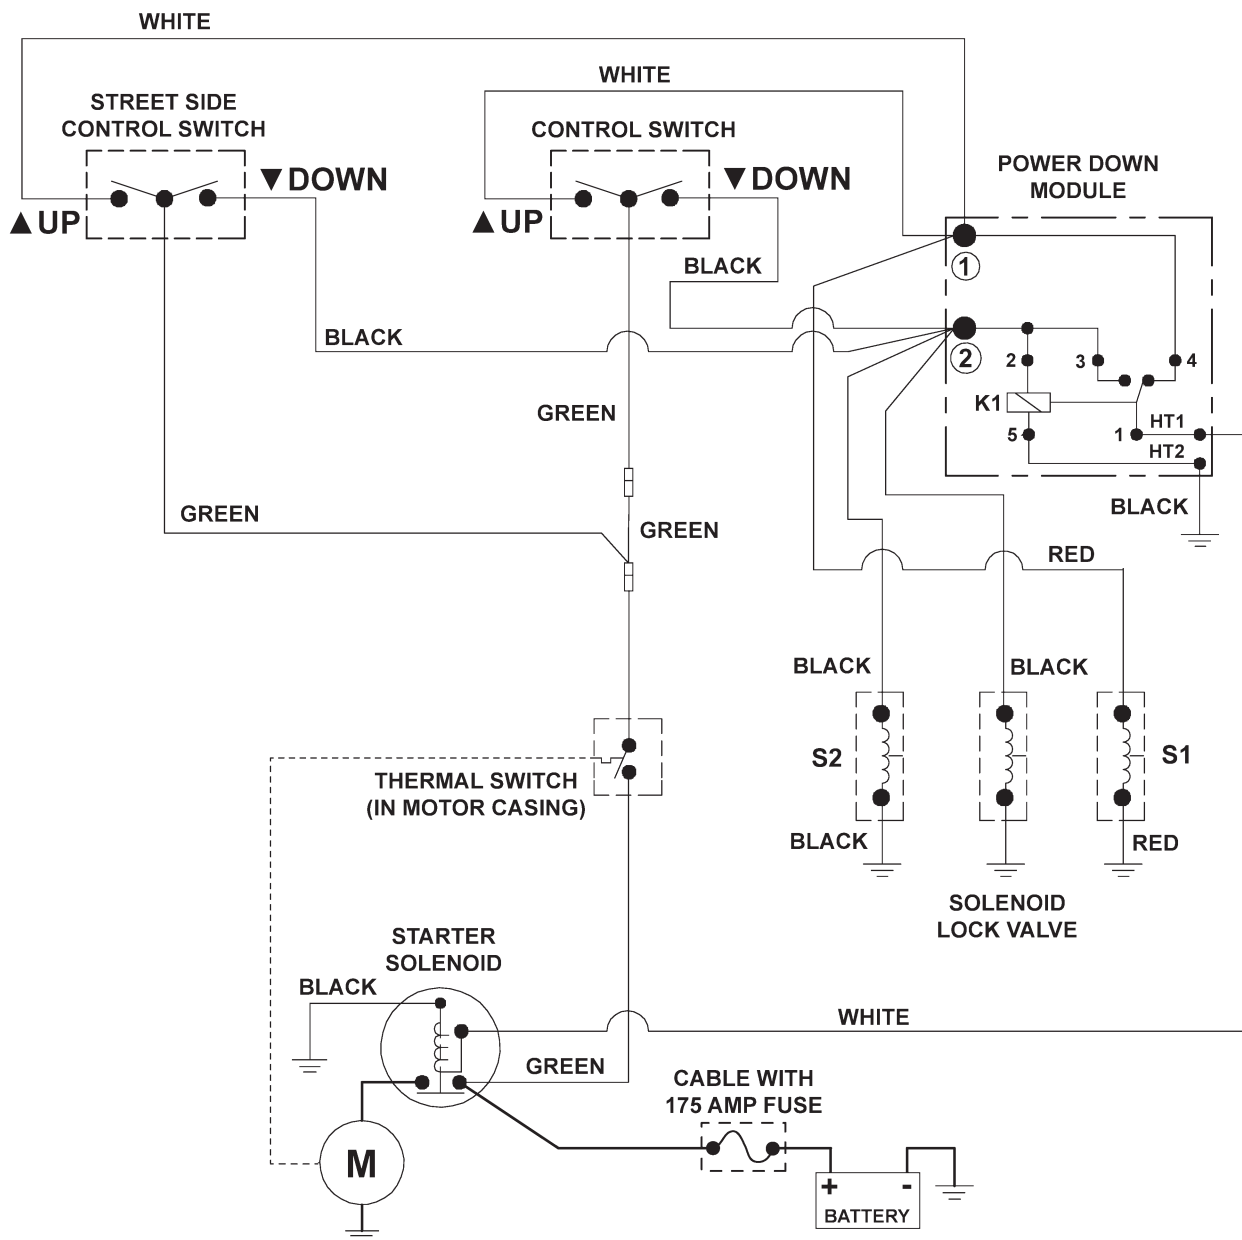 WHITE
WHITE
STREET SIDE
CONTROL SWITCH
CONTROL SWITCH
▼DOWN
▼DOWN
▲UP
▲UP
POWER DOWN
MODULE
1
BLACK
BLACK
2
2
3
4
K1
5
1
HT1
HT2
GREEN
BLACK
GREEN
GREEN
RED
BLACK
BLACK
S2
S1
THERMAL SWITCH
(IN MOTOR CASING)
BLACK
RED
SOLENOID
LOCK VALVE
STARTER
SOLENOID
BLACK
WHITE
GREEN
CABLE WITH
175 AMP FUSE
M
+
-
BATTERY